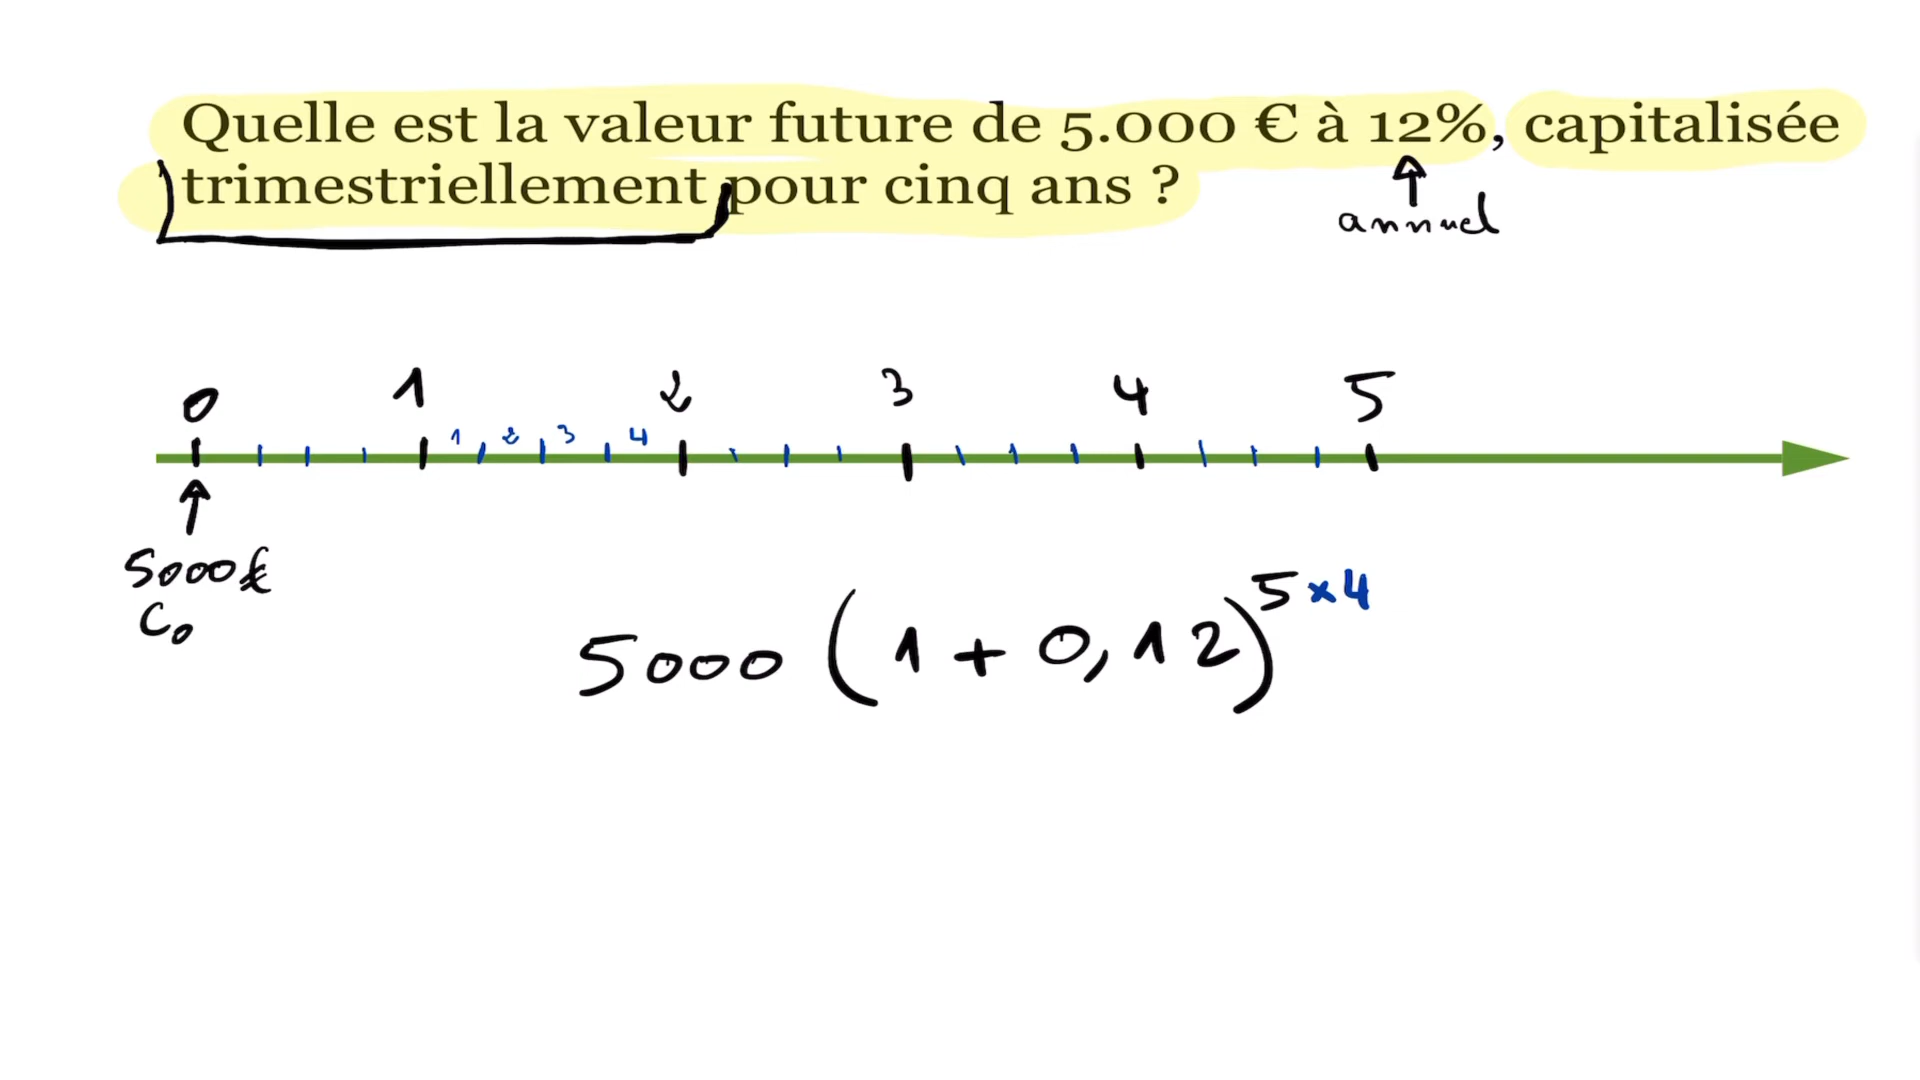 Quelle est la valeur future de 5.000 € à 12%, capitalisée
trimestriellement pour cinq ans ?
annuel
0 1 2 3 4 5
1 2 3 4
5000€
C₀
5000 (1 + 0,12)^5×4